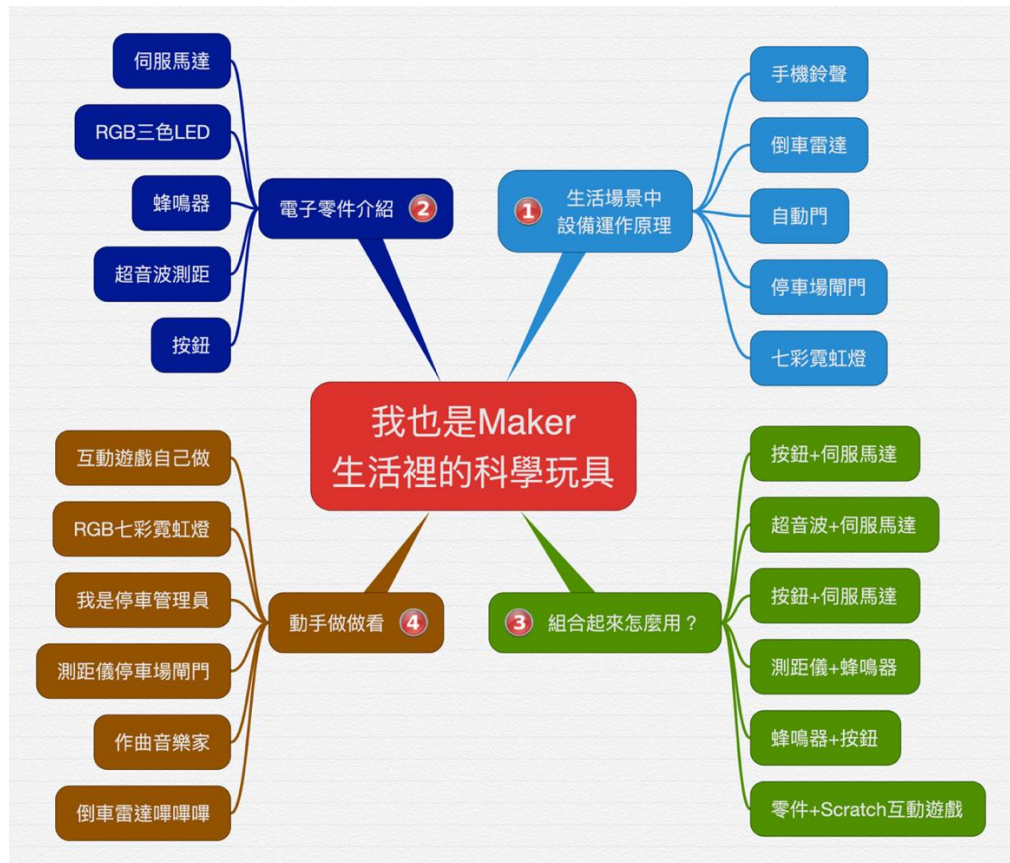 我也是Maker
生活裡的科學玩具
1
生活場景中
設備運作原理
手機鈴聲
倒車雷達
自動門
停車場閘門
七彩霓虹燈
電子零件介紹 2
伺服馬達
RGB三色LED
蜂鳴器
超音波測距
按鈕
3 組合起來怎麼用？
按鈕+伺服馬達
超音波+伺服馬達
按鈕+伺服馬達
測距儀+蜂鳴器
蜂鳴器+按鈕
零件+Scratch互動遊戲
動手做做看 4
互動遊戲自己做
RGB七彩霓虹燈
我是停車管理員
測距儀停車場閘門
作曲音樂家
倒車雷達嗶嗶嗶